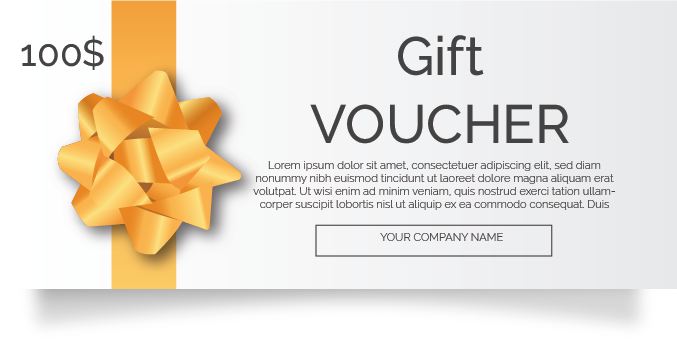 100$
Gift
VOUCHER
Lorem ipsum dolor sit amet, consectetuer adipiscing elit, sed diam
nonummy nibh euismod tincidunt ut laoreet dolore magna aliquam erat
volutpat. Ut wisi enim ad minim veniam, quis nostrud exerci tation ullam-
corper suscipit lobortis nisl ut aliquip ex ea commodo consequat. Duis
YOUR COMPANY NAME